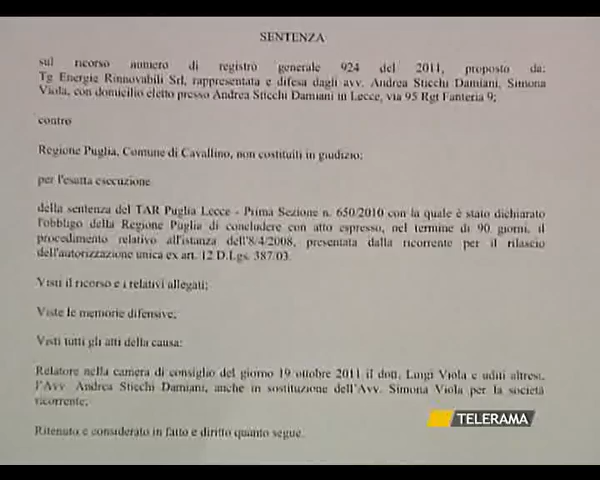 SENTENZA
sul ricorso numero di registro generale 924 del 2011, proposto da:
Tg Energie Rinnovabili Srl, rappresentata e difesa dagli avv. Andrea Sticchi Damiani, Simona
Viola, con domicilio eletto presso Andrea Sticchi Damiani in Lecce, via 95 Rgt Fanteria 9;
contro
Regione Puglia, Comune di Cavallino, non costituiti in giudizio;
per l'esatta esecuzione
della sentenza del TAR Puglia Lecce - Prima Sezione n. 650/2010 con la quale è stato dichiarato
l'obbligo della Regione Puglia di concludere con atto espresso, nel termine di 90 giorni, il
procedimento relativo all'istanza dell'8/4/2008, presentata dalla ricorrente per il rilascio
dell'autorizzazione unica ex art. 12 D.Lgs. 387/03.
Visti il ricorso e i relativi allegati;
Viste le memorie difensive;
Visti tutti gli atti della causa;
Relatore nella camera di consiglio del giorno 19 ottobre 2011 il dott. Luigi Viola e uditi altresì,
l'Avv. Andrea Sticchi Damiani, anche in sostituzione dell'Avv. Simona Viola per la società
ricorrente;
Ritenuto e considerato in fatto e diritto quanto segue.
TELERAMA